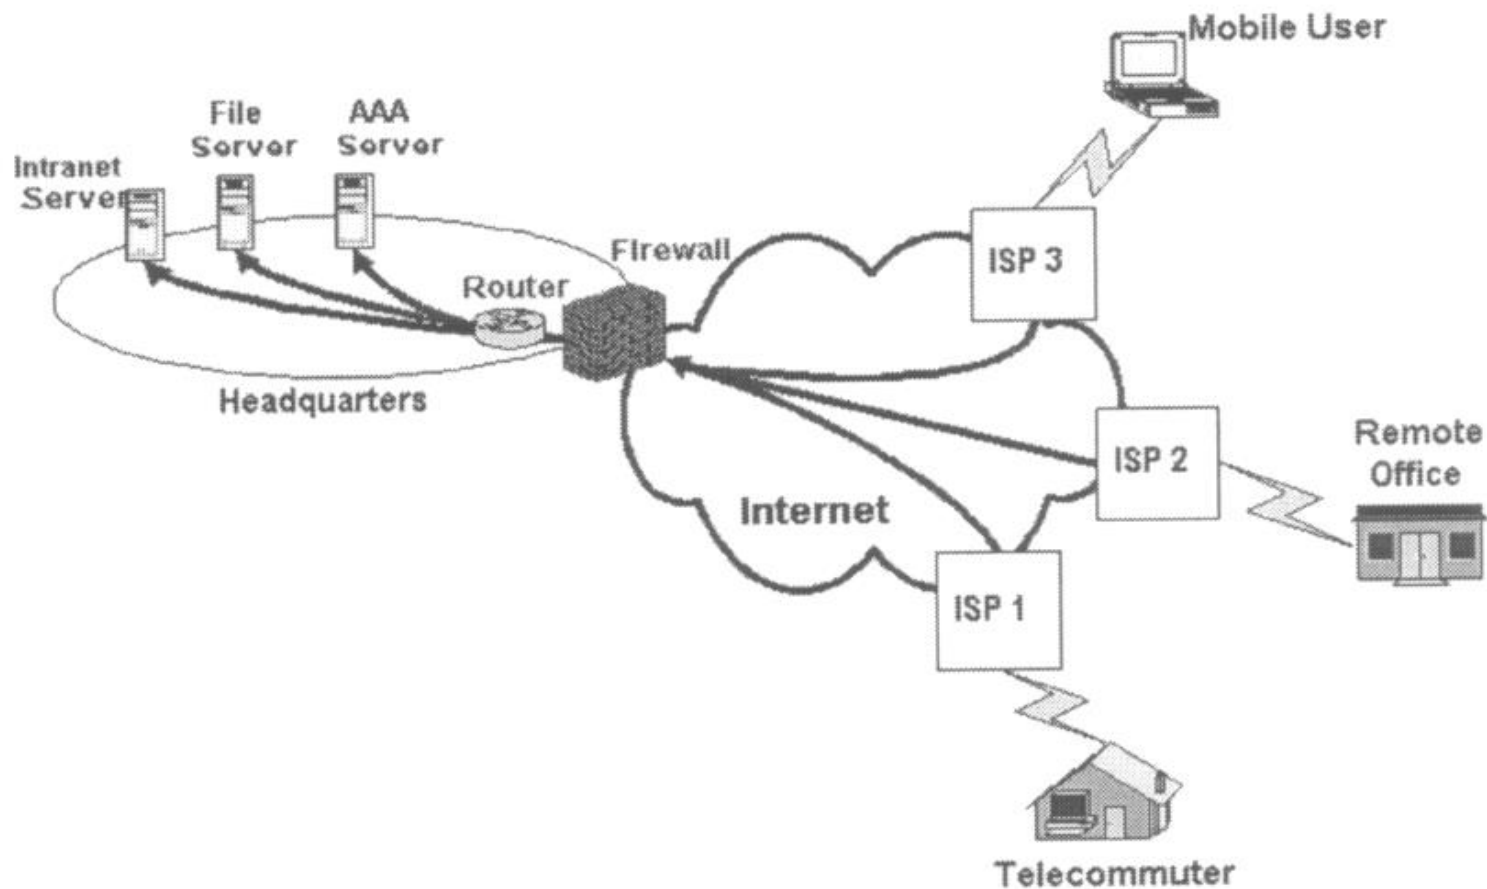 Mobile User
File
Server
AAA
Server
Intranet
Server
Firewall
Router
ISP 3
Headquarters
ISP 2
Remote
Office
Internet
ISP 1
Telecommuter